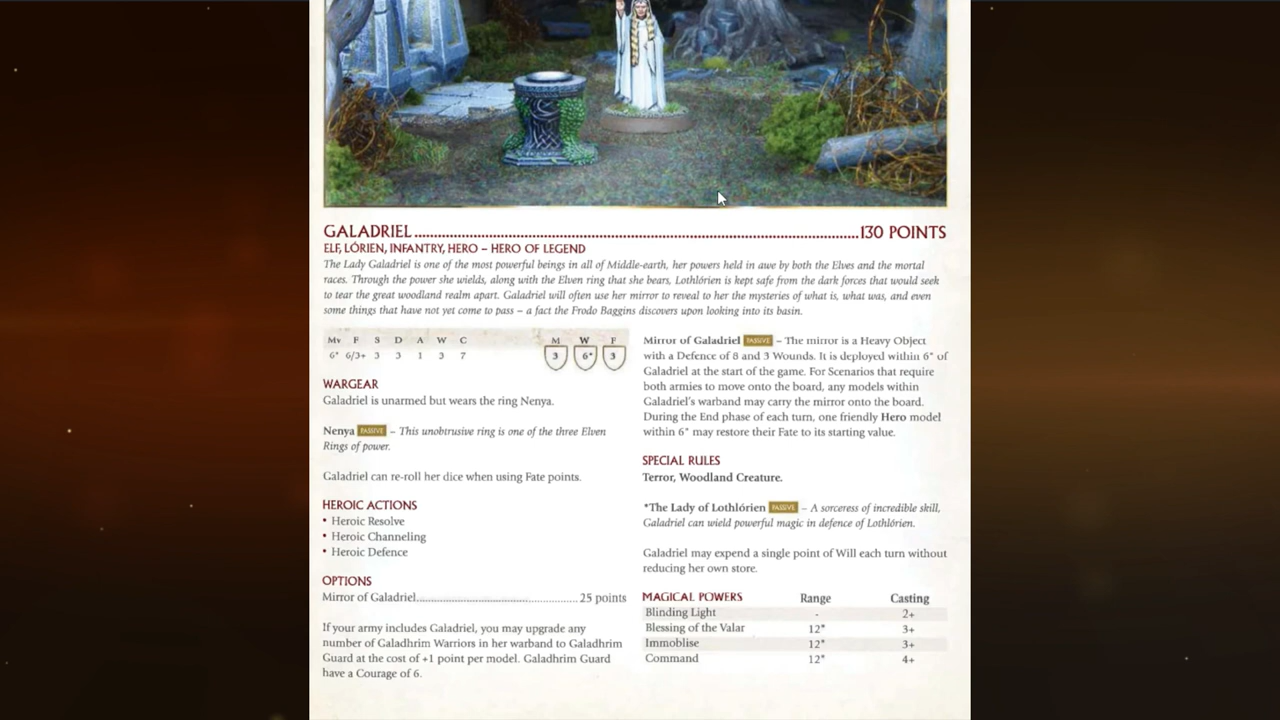 GALADRIEL..........130 POINTS
ELF, LÓRIEN, INFANTRY, HERO – HERO OF LEGEND
The Lady Galadriel is one of the most powerful beings in all of Middle-earth, her powers held in awe by both the Elves and the mortal
races. Through the power she wields, along with the Elven ring that she bears, Lothlórien is kept safe from the dark forces that would seek
to tear the great woodland realm apart. Galadriel will often use her mirror to reveal to her the mysteries of what is, what was, and even
some things that have not yet come to pass – a fact the Frodo Baggins discovers upon looking into its basin.
Mv F S D A W C M W F
6" 6/3+ 3 3 1 3 7 3 6* 3
WARGEAR
Galadriel is unarmed but wears the ring Nenya.
Nenya PASSIVE – This unobtrusive ring is one of the three Elven
Rings of power.
Galadriel can re-roll her dice when using Fate points.
HEROIC ACTIONS
• Heroic Resolve
• Heroic Channeling
• Heroic Defence
OPTIONS
Mirror of Galadriel..........25 points
If your army includes Galadriel, you may upgrade any
number of Galadhrim Warriors in her warband to Galadhrim
Guard at the cost of +1 point per model. Galadhrim Guard
have a Courage of 6.
Mirror of Galadriel PASSIVE – The mirror is a Heavy Object
with a Defence of 8 and 3 Wounds. It is deployed within 6" of
Galadriel at the start of the game. For Scenarios that require
both armies to move onto the board, any models within
Galadriel's warband may carry the mirror onto the board.
During the End phase of each turn, one friendly Hero model
within 6" may restore their Fate to its starting value.
SPECIAL RULES
Terror, Woodland Creature.
*The Lady of Lothlórien PASSIVE – A sorceress of incredible skill,
Galadriel can wield powerful magic in defence of Lothlórien.
Galadriel may expend a single point of Will each turn without
reducing her own store.
MAGICAL POWERS Range Casting
Blinding Light - 2+
Blessing of the Valar 12" 3+
Immoblise 12" 3+
Command 12" 4+